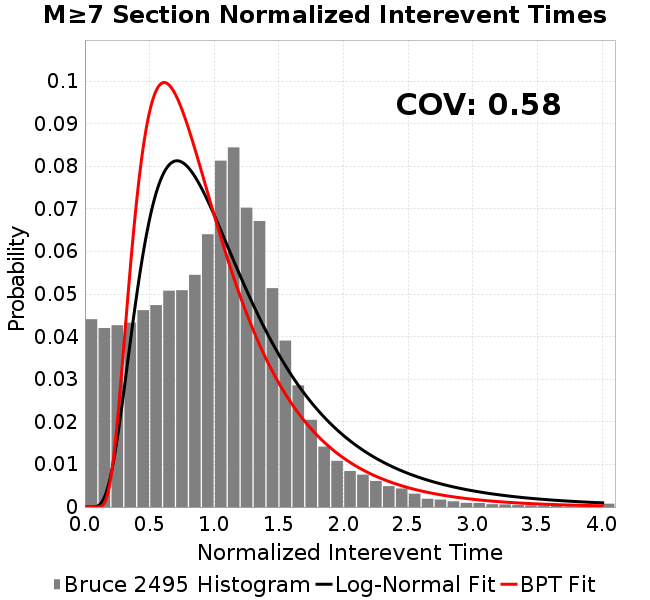 M≥7 Section Normalized Interevent Times
COV: 0.58
Probability
0.1
0.09
0.08
0.07
0.06
0.05
0.04
0.03
0.02
0.01
0
0.0 0.5 1.0 1.5 2.0 2.5 3.0 3.5 4.0
Normalized Interevent Time
Bruce 2495 Histogram Log-Normal Fit BPT Fit